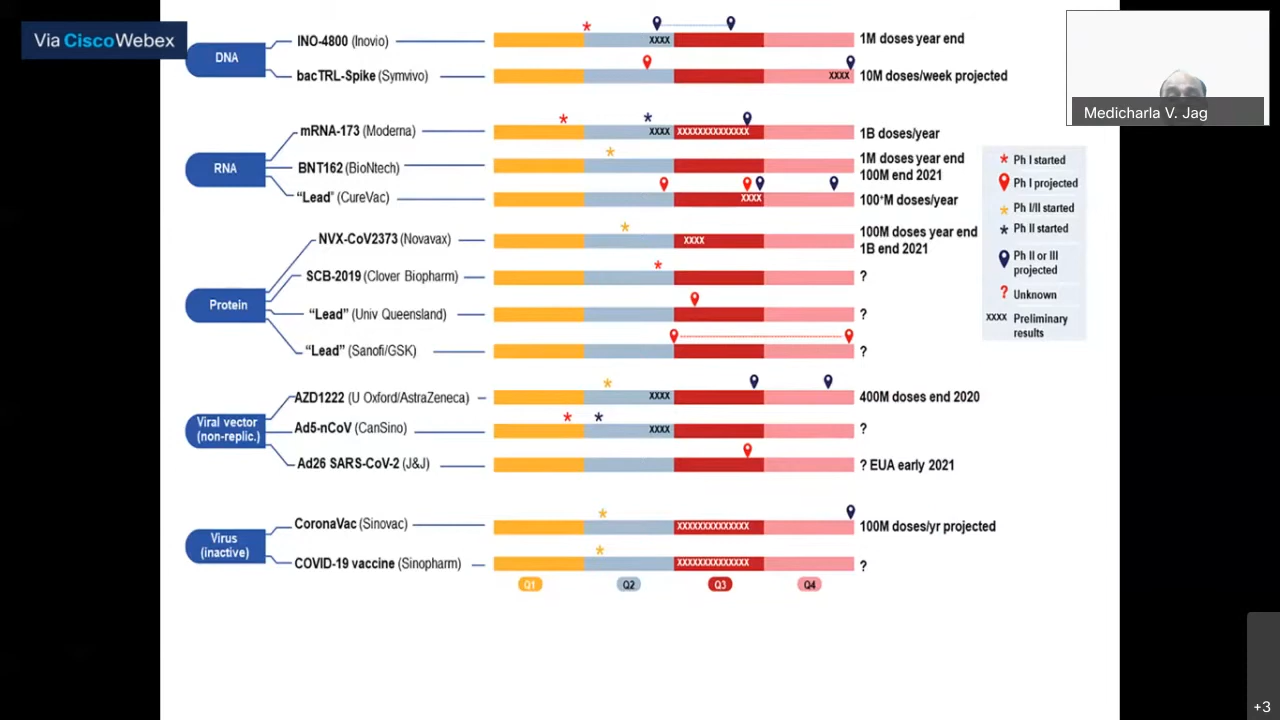 Via CiscoWebex
DNA
INO-4800 (Inovio)
XXXX
1M doses year end
bacTRL-Spike (Symvivo)
XXXX
10M doses/week projected
RNA
mRNA-173 (Moderna)
XXXX
XXXXXXXXXXXXXX
1B doses/year
BNT162 (BioNtech)
1M doses year end
100M end 2021
“Lead” (CureVac)
XXXX
100⁺M doses/year
Protein
NVX-CoV2373 (Novavax)
XXXX
100M doses year end
1B end 2021
SCB-2019 (Clover Biopharm)
?
“Lead” (Univ Queensland)
?
“Lead” (Sanofi/GSK)
?
Viral vector
(non-replic.)
AZD1222 (U Oxford/AstraZeneca)
XXXX
400M doses end 2020
Ad5-nCoV (CanSino)
XXXX
?
Ad26 SARS-CoV-2 (J&J)
? EUA early 2021
Virus
(inactive)
CoronaVac (Sinovac)
XXXXXXXXXXXXXX
100M doses/yr projected
COVID-19 vaccine (Sinopharm)
XXXXXXXXXXXXXX
?
Q1
Q2
Q3
Q4
Ph I started
Ph I projected
Ph I/II started
Ph II started
Ph II or III
projected
? Unknown
XXXX Preliminary
results
Medicharla V. Jag
+3